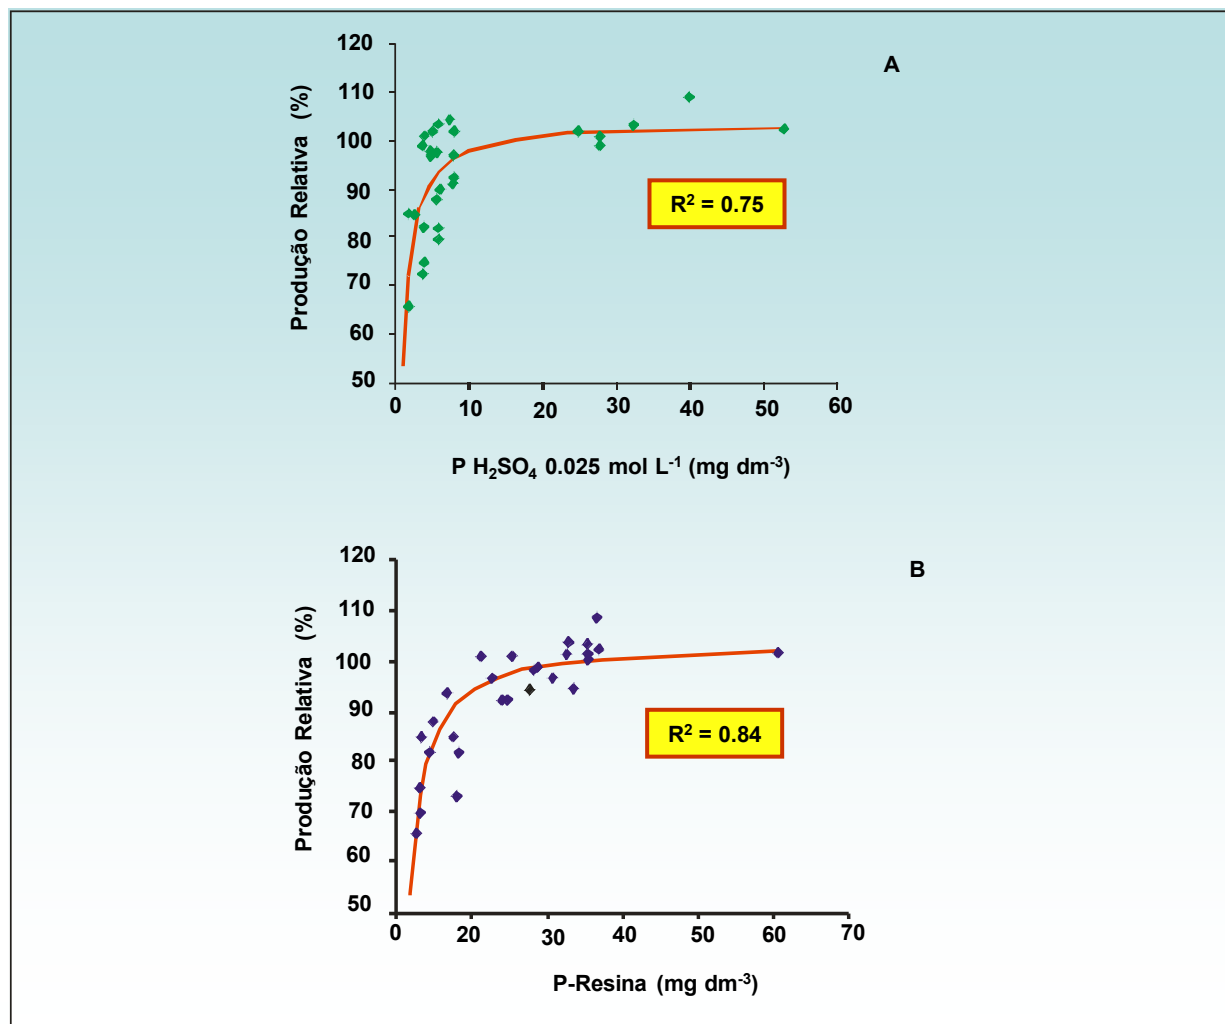 A
120
110
100
90
80
70
60
50
Produção Relativa (%)
R² = 0.75
0 10 20 30 40 50 60
P H₂SO₄ 0.025 mol L⁻¹ (mg dm⁻³)
B
120
110
100
90
80
70
60
50
Produção Relativa (%)
R² = 0.84
0 20 30 40 50 60 70
P-Resina (mg dm⁻³)